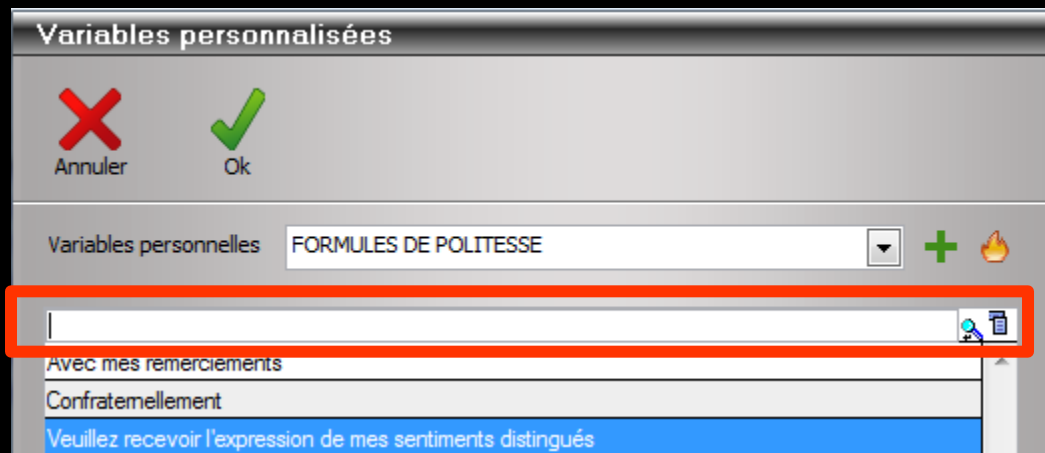 Variables personnalisées
Annuler
Ok
Variables personnelles
FORMULES DE POLITESSE
Avec mes remerciements
Confraternellement
Veuillez recevoir l'expression de mes sentiments distingués